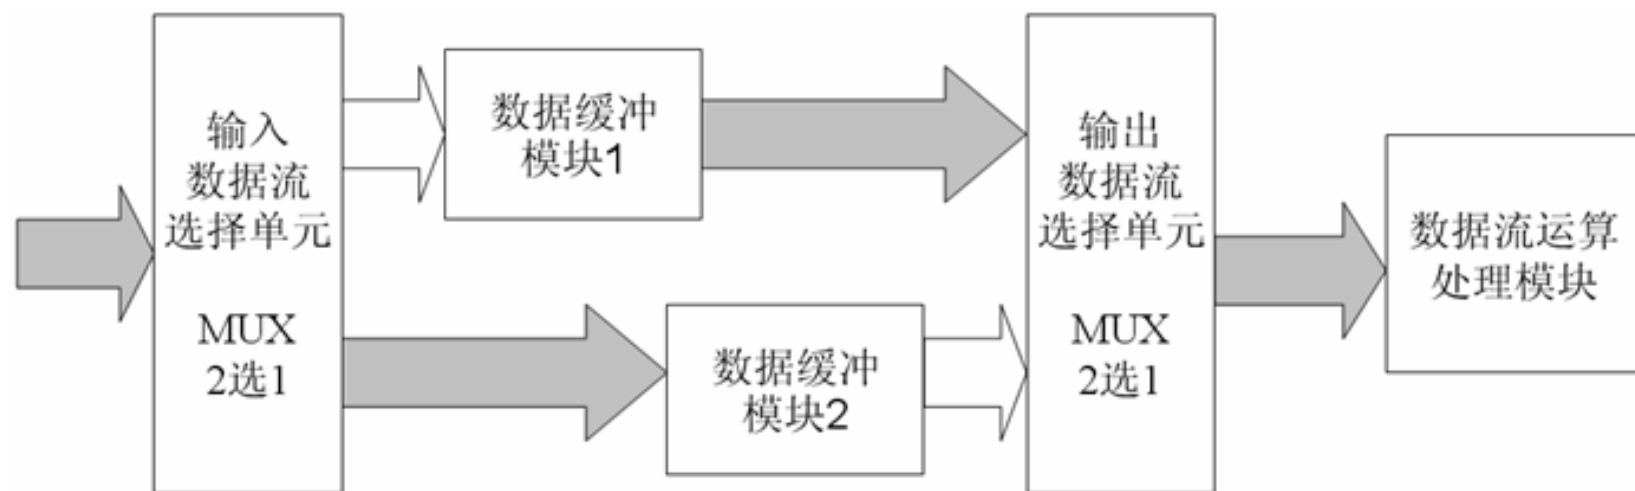 输入
数据流
选择单元
MUX
2选1
数据缓冲
模块1
数据缓冲
模块2
输出
数据流
选择单元
MUX
2选1
数据流运算
处理模块